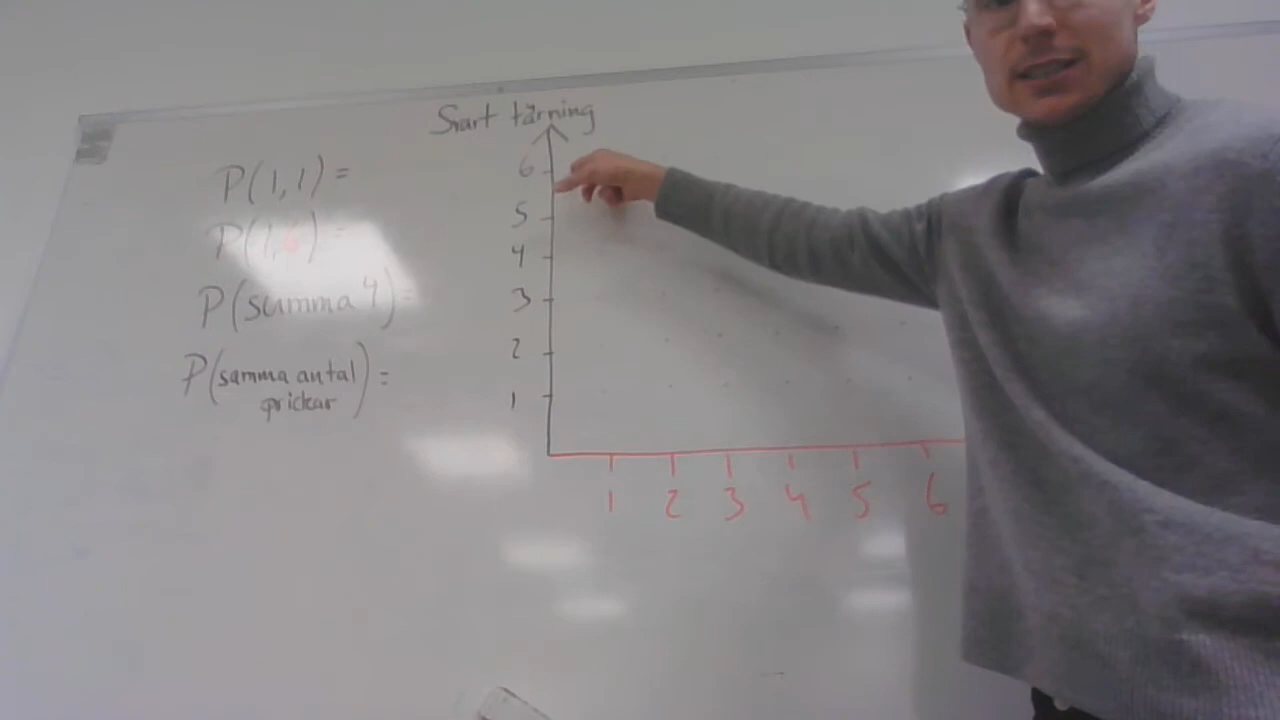 Svart tärning
P(1,1)=
P(1,6)=
P(summa 4)=
P(samma antal prickar)=
6
5
4
3
2
1
1 2 3 4 5 6